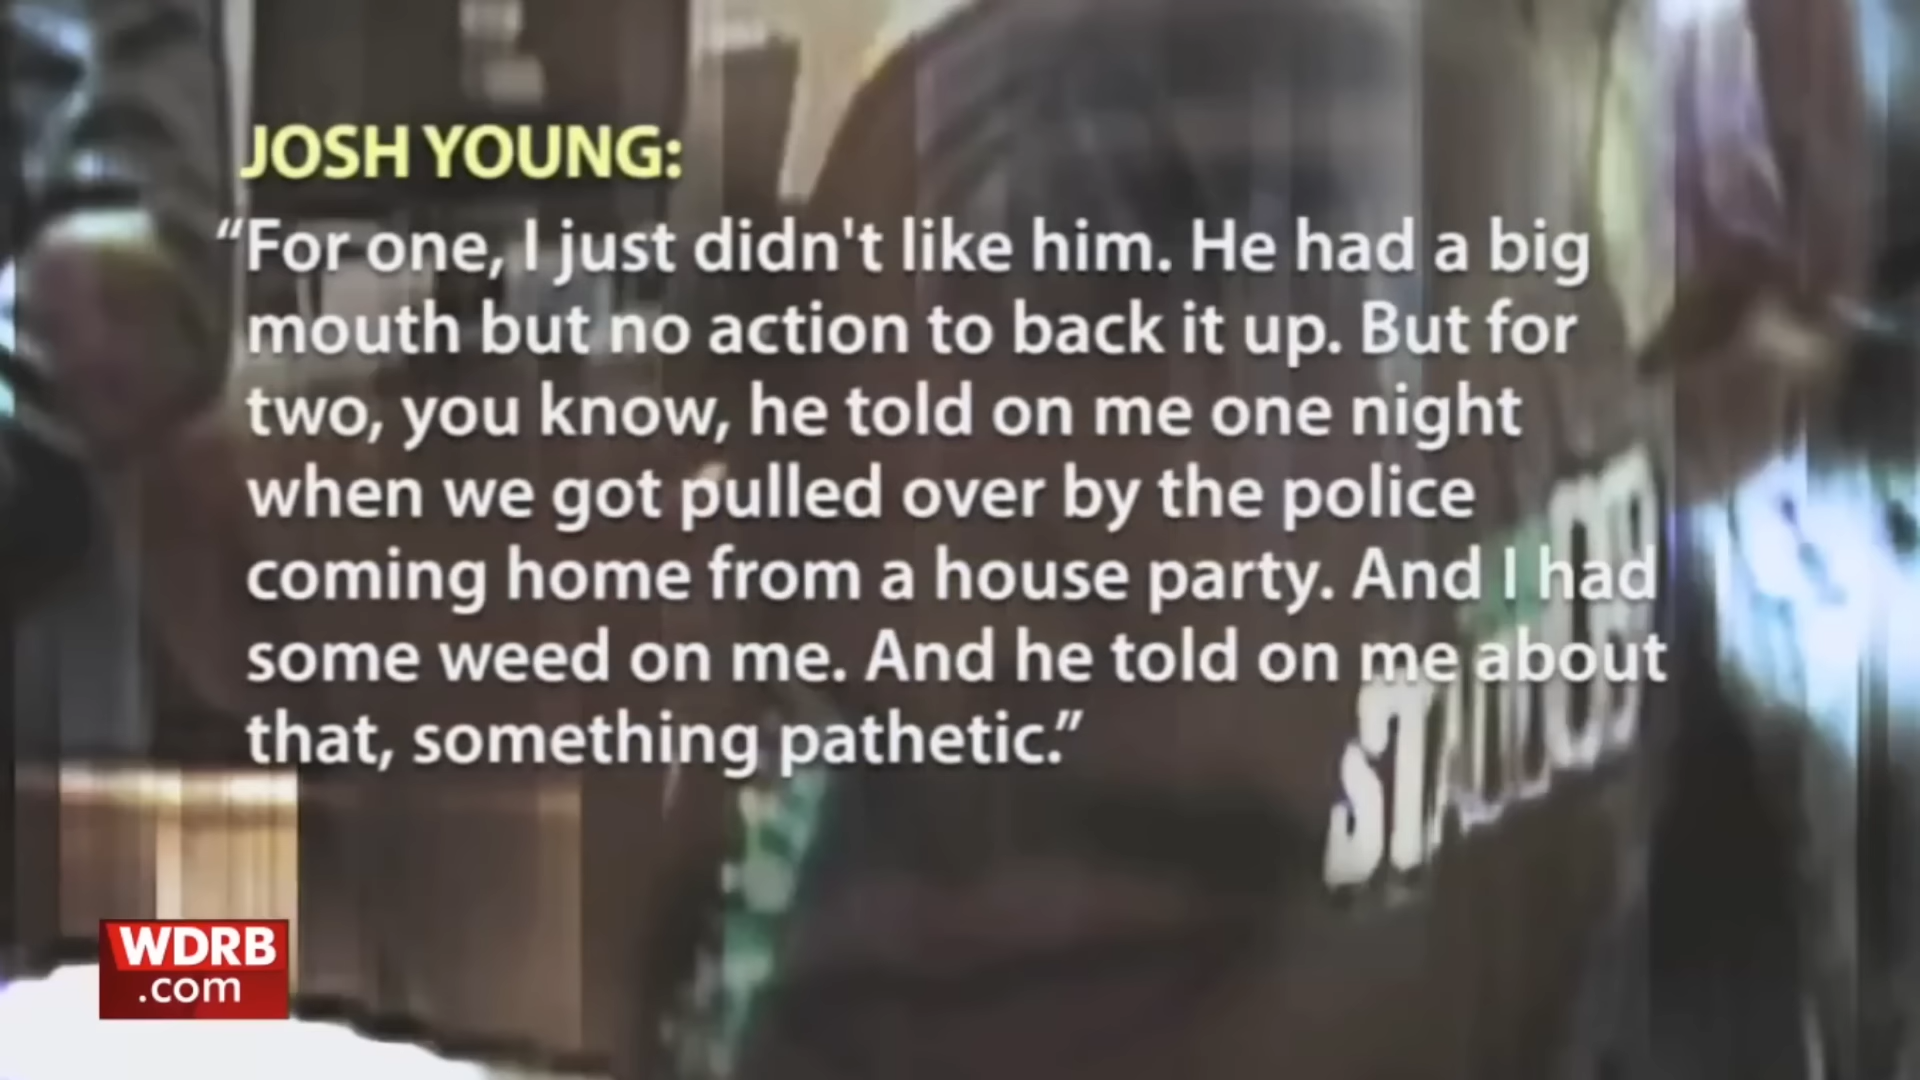 JOSH YOUNG:
“For one, I just didn't like him. He had a big
mouth but no action to back it up. But for
two, you know, he told on me one night
when we got pulled over by the police
coming home from a house party. And I had
some weed on me. And he told on me about
that, something pathetic.”
WDRB
.com